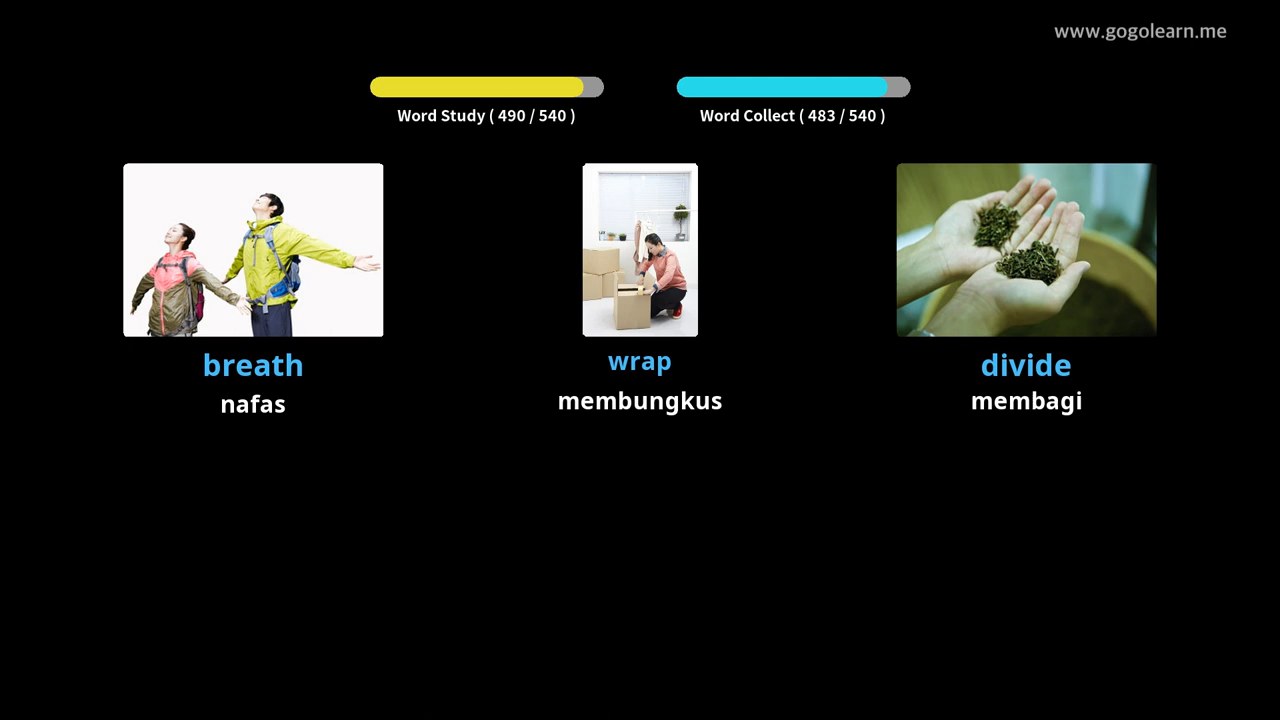 www.gogolearn.me
Word Study ( 490 / 540 )
Word Collect ( 483 / 540 )
breath
nafas
wrap
membungkus
divide
membagi